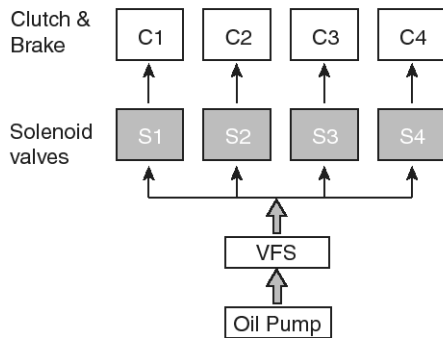 Clutch &
Brake
C1 C2 C3 C4
Solenoid
valves
S1 S2 S3 S4
VFS
Oil Pump